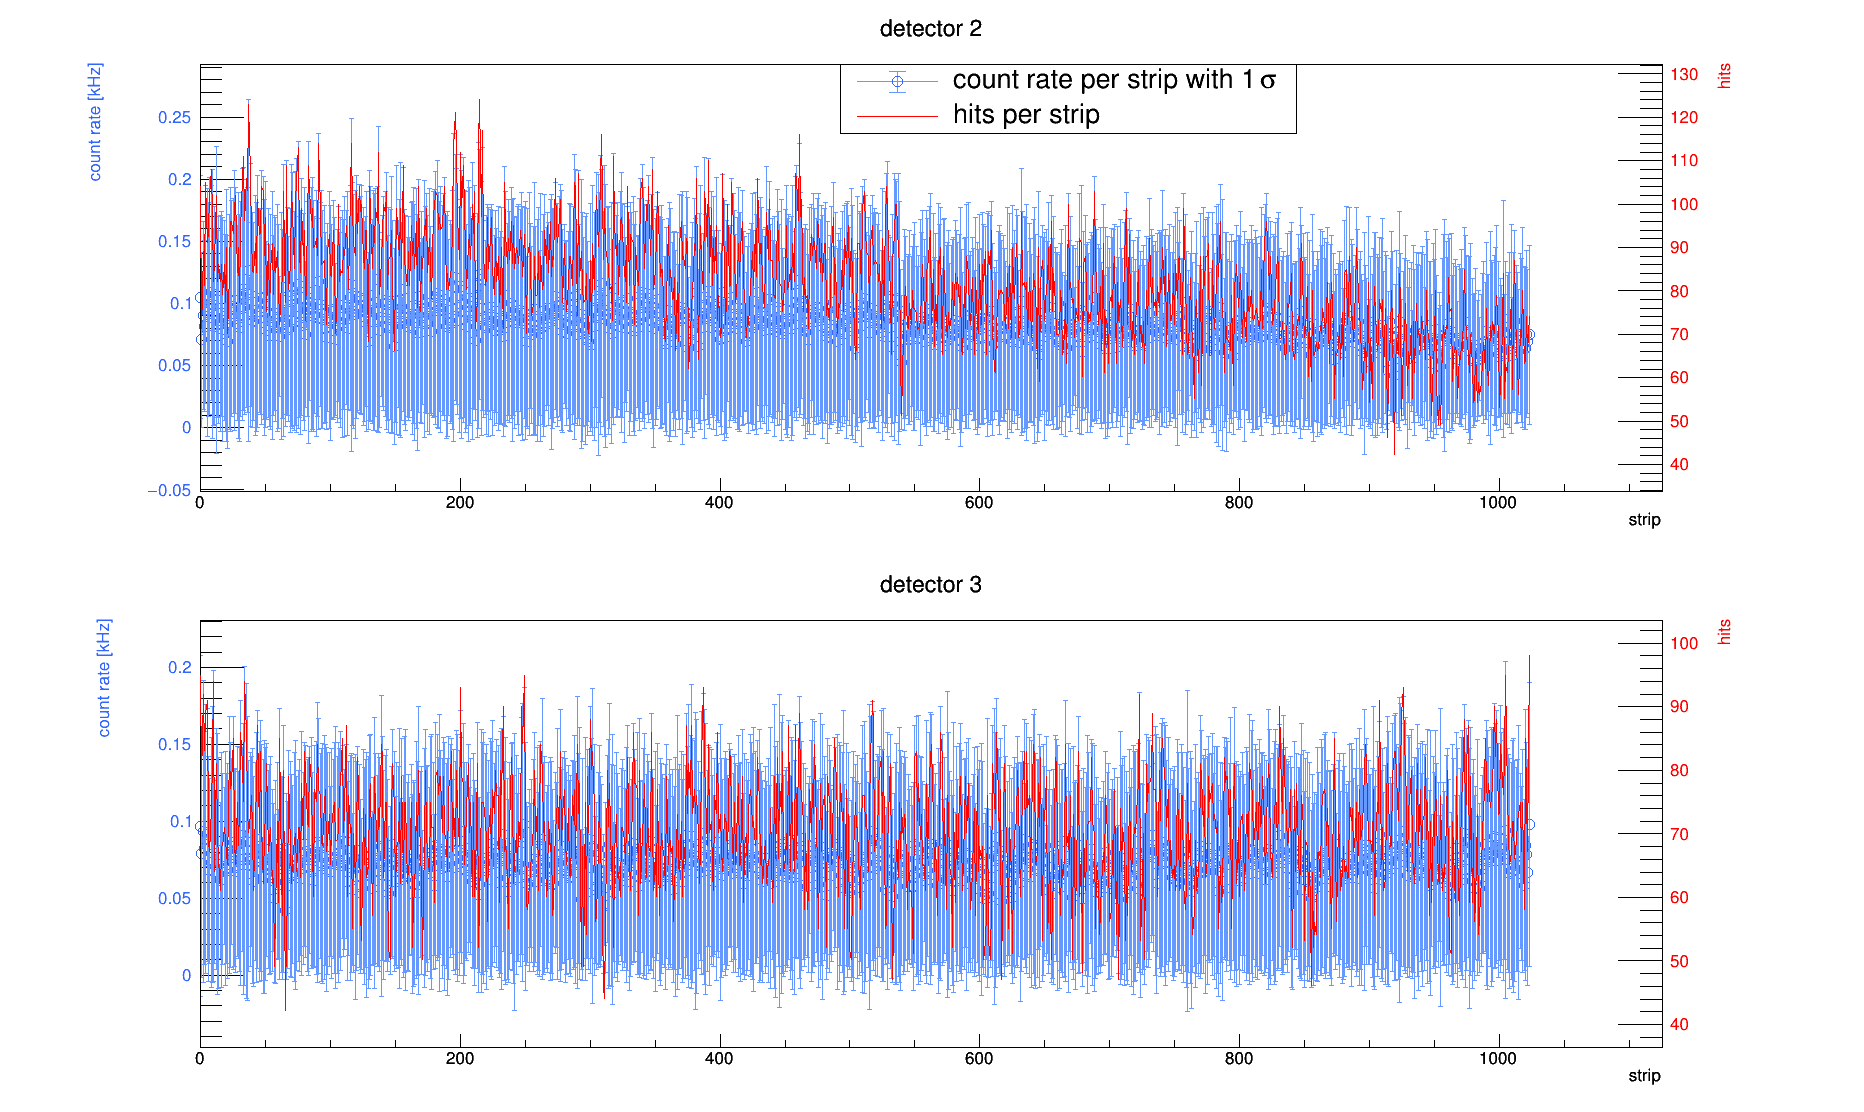 detector 2
count rate [kHz]
hits
count rate per strip with 1 σ
hits per strip
0.25
0.2
0.15
0.1
0.05
0
−0.05
130
120
110
100
90
80
70
60
50
40
0 200 400 600 800 1000
strip
detector 3
count rate [kHz]
hits
0.2
0.15
0.1
0.05
0
100
90
80
70
60
50
40
0 200 400 600 800 1000
strip